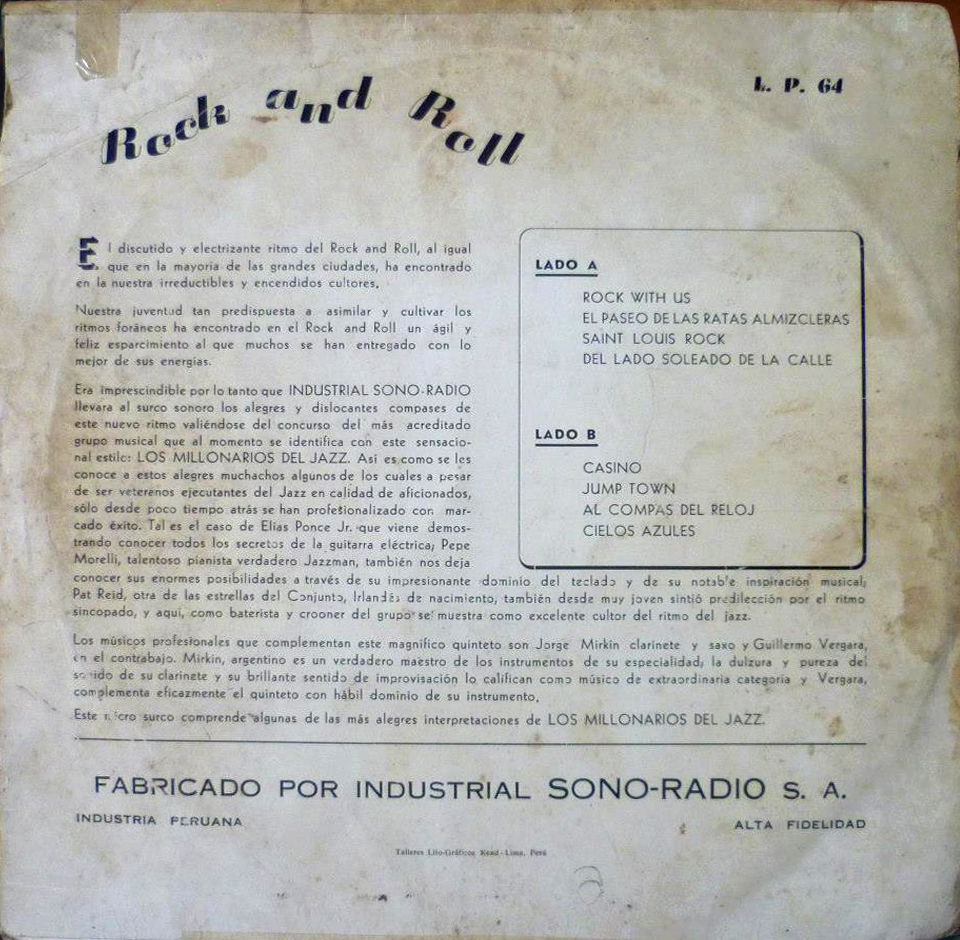 Rock and Roll
L. P. 64
El discutido y electrizante ritmo del Rock and Roll, al igual
que en la mayoria de las grandes ciudades, ha encontrado
en la nuestra irreductibles y encendidos cultores.
Nuestra juventud tan predispuesta a asimilar y cultivar los
ritmos foráneos ha encontrado en el Rock and Roll un ágil y
feliz esparcimiento al que muchos se han entregado con lo
mejor de sus energias.
Era imprescindible por lo tanto que INDUSTRIAL SONO-RADIO
llevara al surco sonoro los alegres y dislocantes compases de
este nuevo ritmo valiéndose del concurso del más acreditado
grupo musical que al momento se identifica con este sensacio-
nal estilo: LOS MILLONARIOS DEL JAZZ. Asi es como se les
conoce a estos alegres muchachos algunos de los cuales a pesar
de ser veterenos ejecutantes del Jazz en calidad de aficionados,
sólo desde poco tiempo atrás se han profesionalizado con mar-
cado éxito. Tal es el caso de Elias Ponce Jr. que viene demos-
trando conocer todos los secretos de la guitarra eléctrica; Pepe
Morelli, talentoso pianista verdadero Jazzman, también nos deja
conocer sus enormes posibilidades a través de su impresionante dominio del teclado y de su notable inspiración musical;
Pat Reid, otra de las estrellas del Conjunto, Irlandés de nacimiento, también desde muy joven sintió predilección por el ritmo
sincopado, y aquí, como baterista y crooner del grupo se muestra como excelente cultor del ritmo del jazz.
Los músicos profesionales que complementan este magnífico quinteto son Jorge Mirkin clarinete y saxo y Guillermo Vergara,
en el contrabajo. Mirkin, argentino es un verdadero maestro de los instrumentos de su especialidad, la dulzura y pureza del
sonido de su clarinete y su brillante sentido de improvisación lo califican como músico de extraordinaria categoria y Vergara,
complementa eficazmente el quinteto con hábil dominio de su instrumento.
Este micro surco comprende algunas de las más alegres interpretaciones de LOS MILLONARIOS DEL JAZZ.
LADO A
ROCK WITH US
EL PASEO DE LAS RATAS ALMIZCLERAS
SAINT LOUIS ROCK
DEL LADO SOLEADO DE LA CALLE
LADO B
CASINO
JUMP TOWN
AL COMPAS DEL RELOJ
CIELOS AZULES
FABRICADO POR INDUSTRIAL SONO-RADIO S. A.
INDUSTRIA PERUANA
ALTA FIDELIDAD
Talleres Lito-Gráficos Kead - Lima, Perú